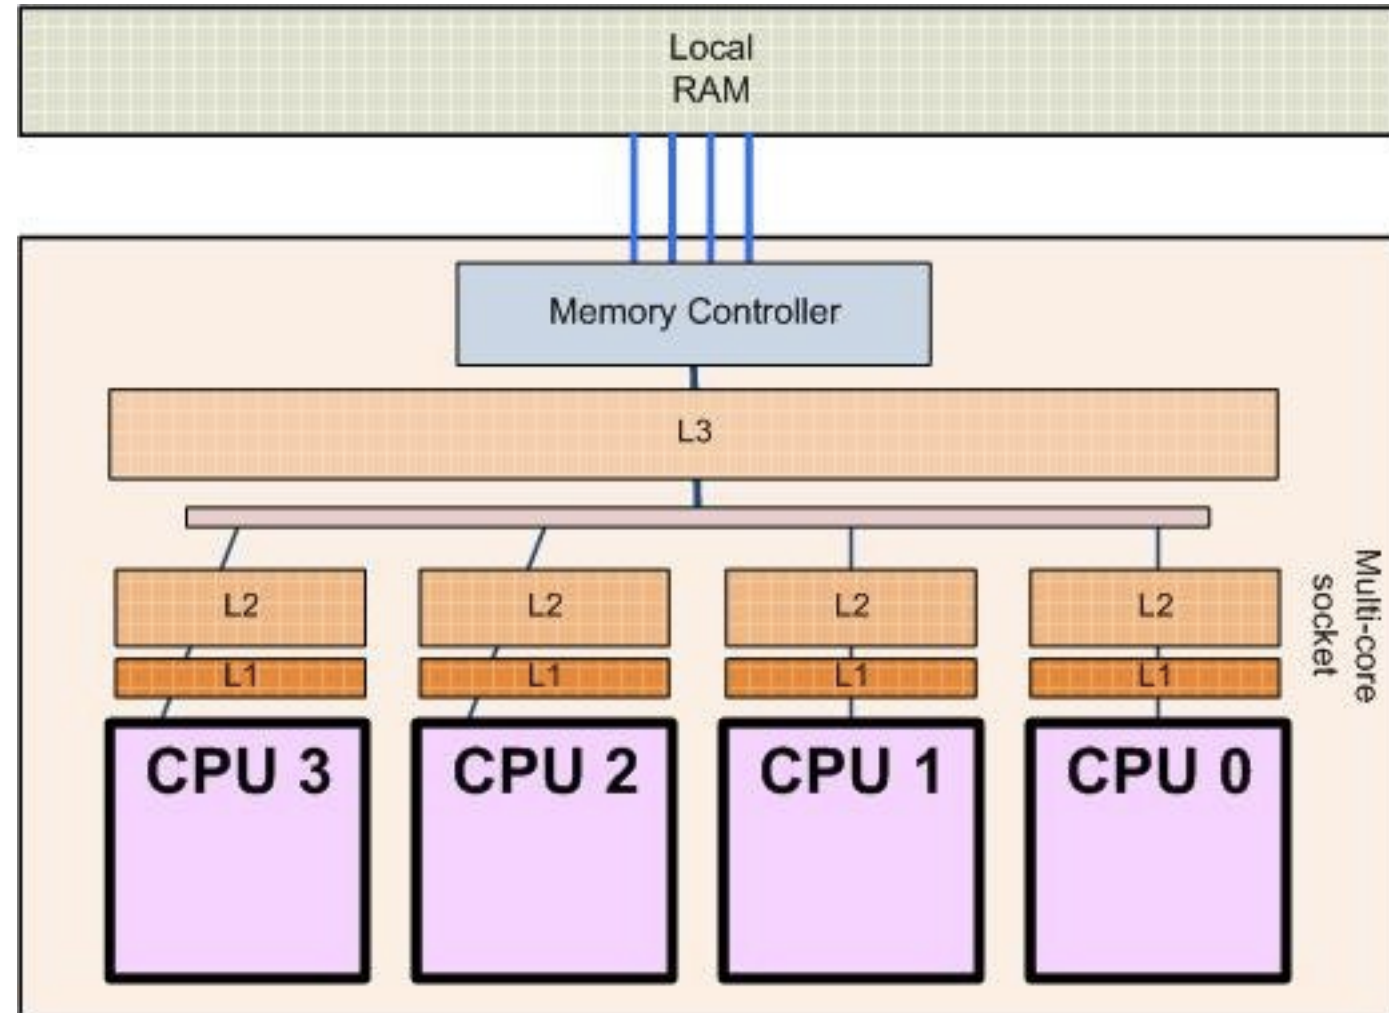 Local
RAM
Memory Controller
L3
L2
L2
L2
L2
L1
L1
L1
L1
CPU 3
CPU 2
CPU 1
CPU 0
Multi-core
socket